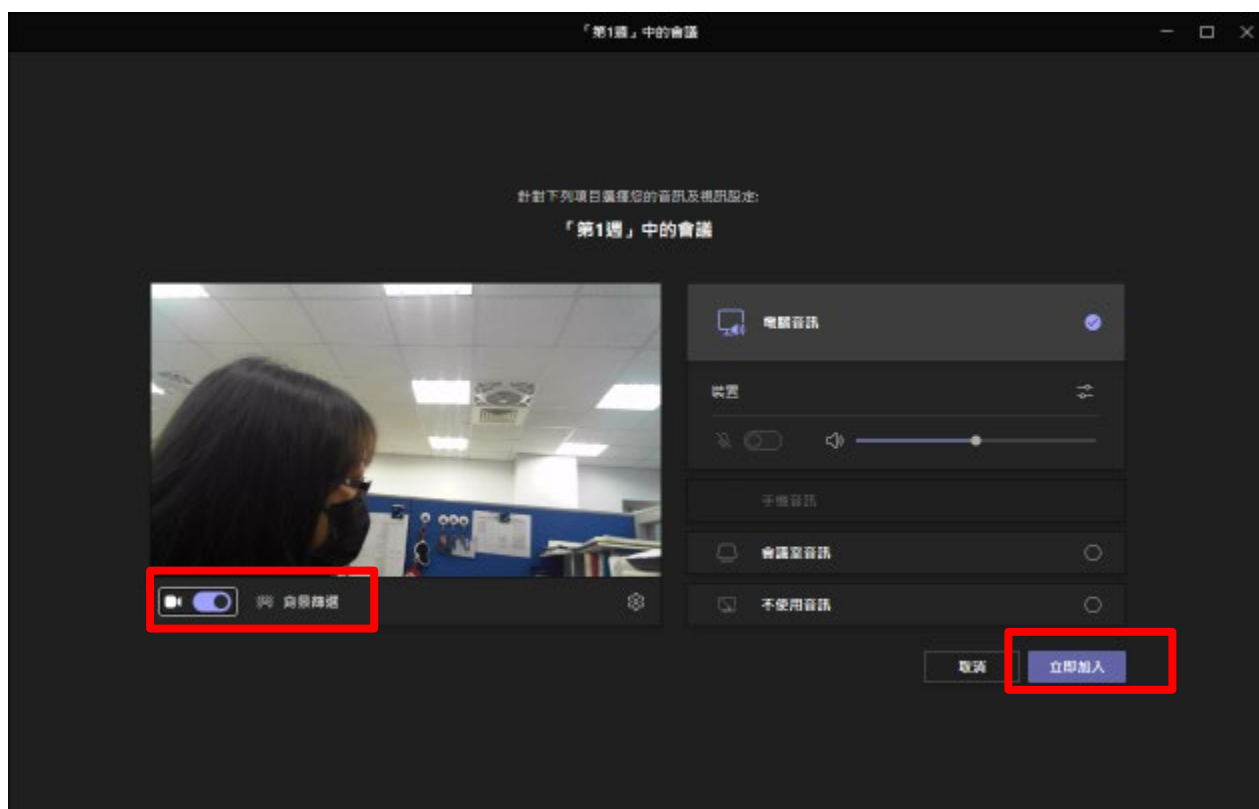 「第1週」中的會議
針對下列項目選擇您的音訊及視訊設定:
「第1週」中的會議
電腦音訊
裝置
手機音訊
會議室音訊
背景篩選
不使用音訊
取消
立即加入